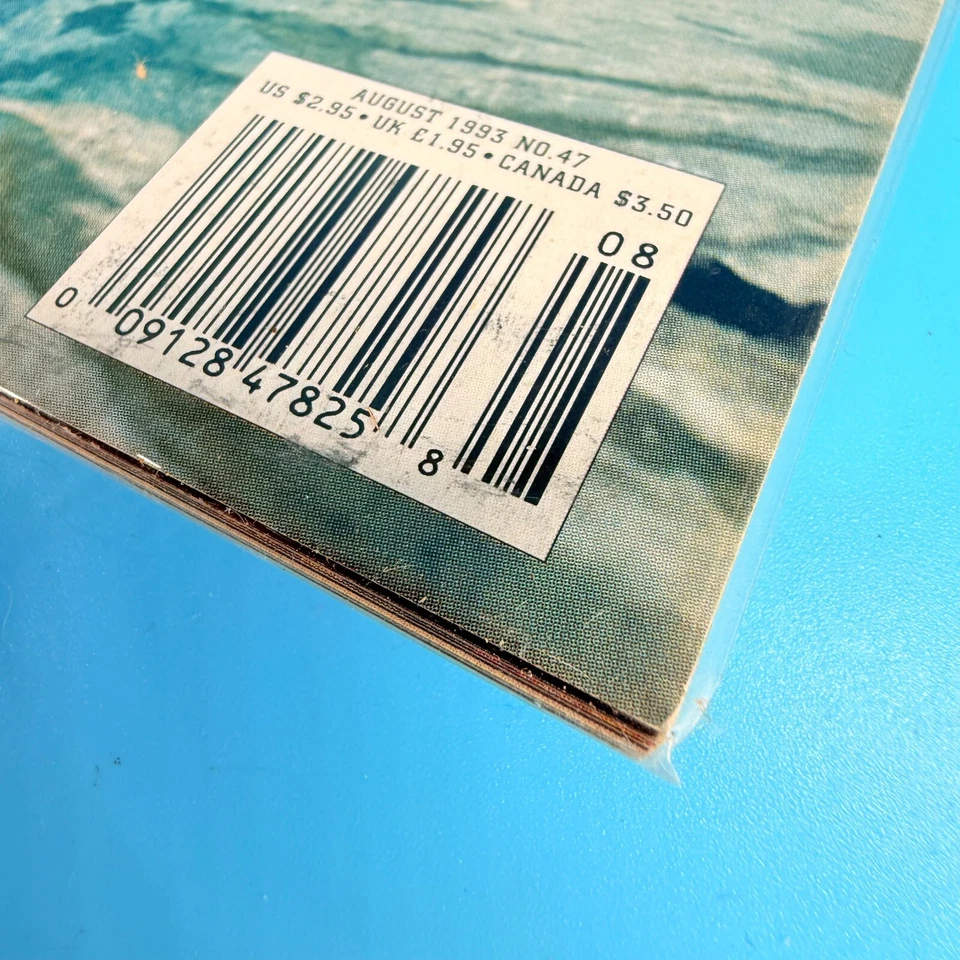 AUGUST 1993 NO.47
US $2.95 • UK £1.95 • CANADA $3.50
08
0 09128 47825 8